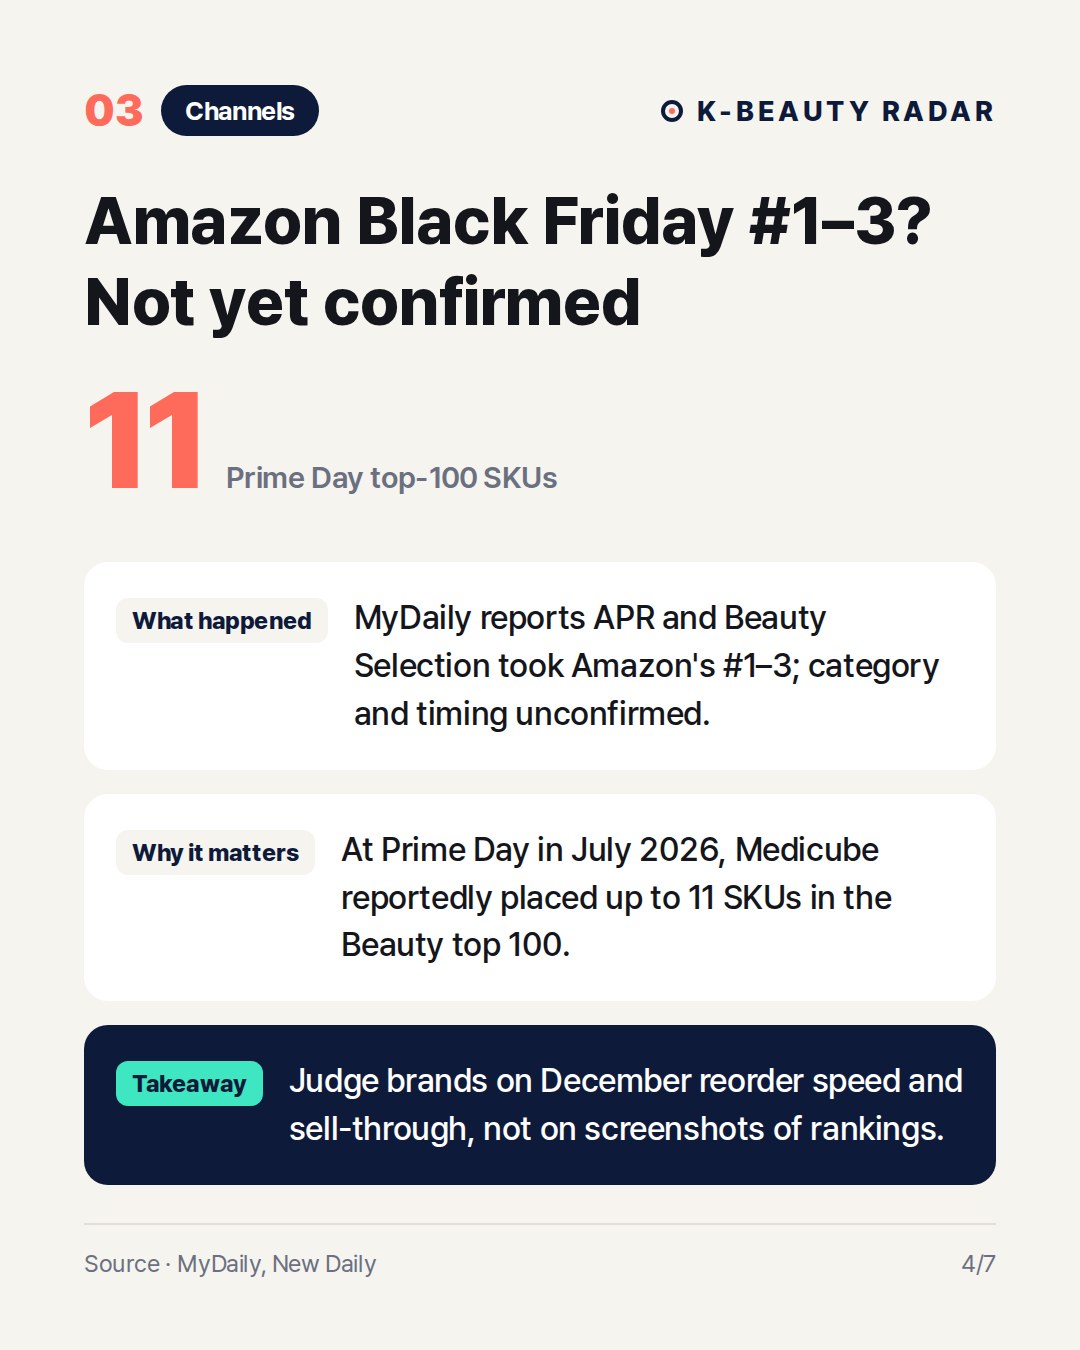 03 Channels
K-BEAUTY RADAR
Amazon Black Friday #1–3?
Not yet confirmed
11 Prime Day top-100 SKUs
What happened
MyDaily reports APR and Beauty
Selection took Amazon's #1–3; category
and timing unconfirmed.
Why it matters
At Prime Day in July 2026, Medicube
reportedly placed up to 11 SKUs in the
Beauty top 100.
Takeaway
Judge brands on December reorder speed and
sell-through, not on screenshots of rankings.
Source · MyDaily, New Daily
4/7